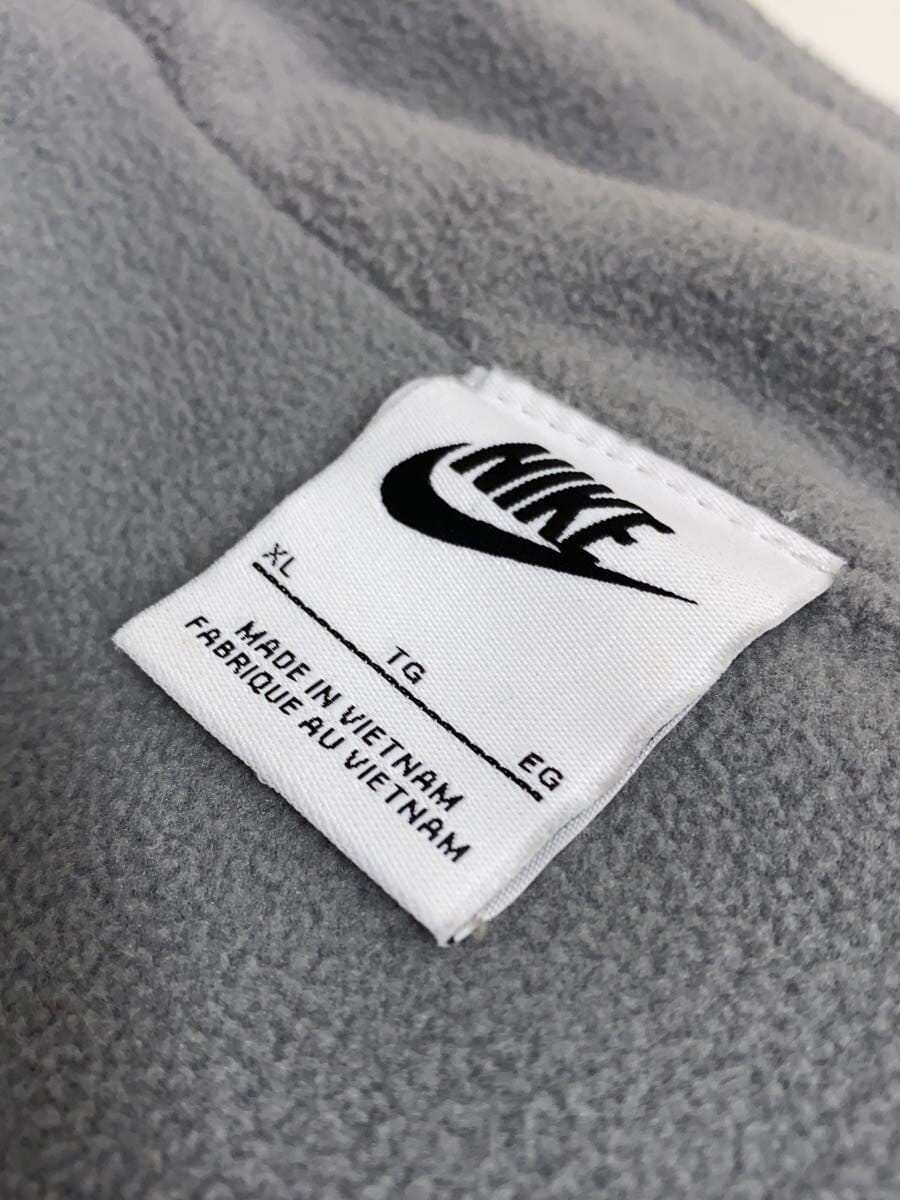 NIKE
XL TG EG
MADE IN VIETNAM
FABRIQUE AU VIETNAM